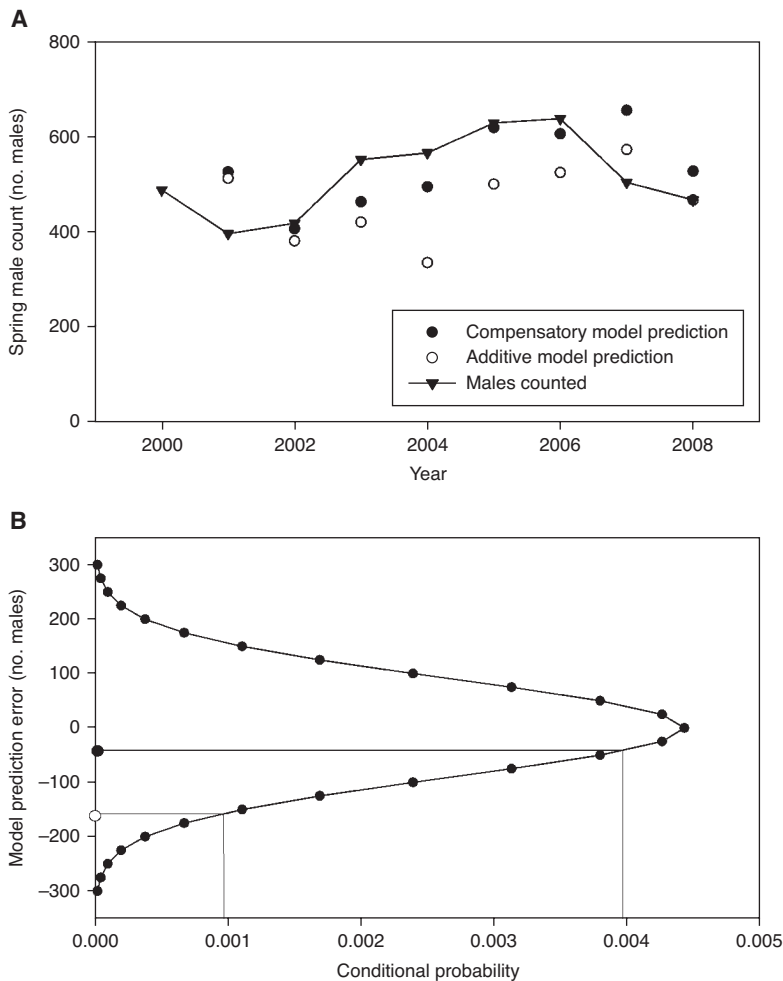 A
Spring male count (no. males)
800
600
400
200
0
Compensatory model prediction
Additive model prediction
Males counted
2000 2002 2004 2006 2008
Year
B
Model prediction error (no. males)
300
200
100
0
−100
−200
−300
0.000 0.001 0.002 0.003 0.004 0.005
Conditional probability